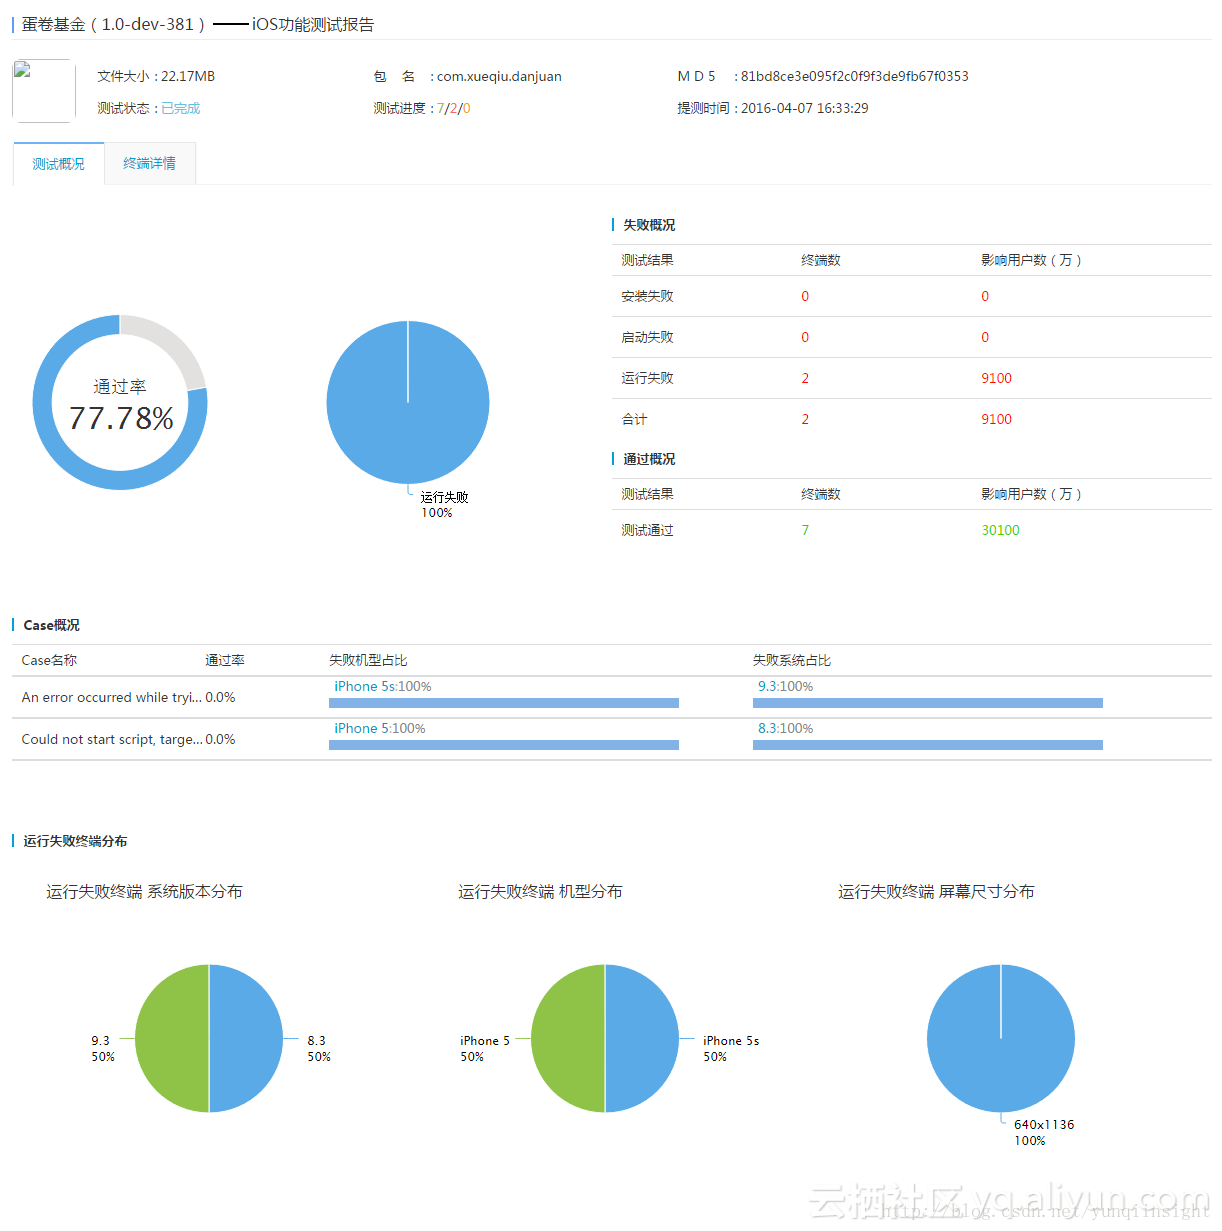 蛋卷基金（1.0-dev-381）——iOS功能测试报告
文件大小：22.17MB
包 名 ：com.xueqiu.danjuan
M D 5 ：81bd8ce3e095f2c0f9f3de9fb67f0353
测试状态：已完成
测试进度：7/2/0
提测时间：2016-04-07 16:33:29
测试概况
终端详情
通过率
77.78%
运行失败
100%
失败概况
测试结果 终端数 影响用户数（万）
安装失败 0 0
启动失败 0 0
运行失败 2 9100
合计 2 9100
通过概况
测试结果 终端数 影响用户数（万）
测试通过 7 30100
Case概况
Case名称 通过率 失败机型占比 失败系统占比
An error occurred while tryi... 0.0% iPhone 5s:100% 9.3:100%
Could not start script, targe... 0.0% iPhone 5:100% 8.3:100%
运行失败终端分布
运行失败终端 系统版本分布
9.3
50%
8.3
50%
运行失败终端 机型分布
iPhone 5
50%
iPhone 5s
50%
运行失败终端 屏幕尺寸分布
640x1136
100%
云栖社区 yq.aliyun.com
http://blog.csdn.net/yunqiinsight